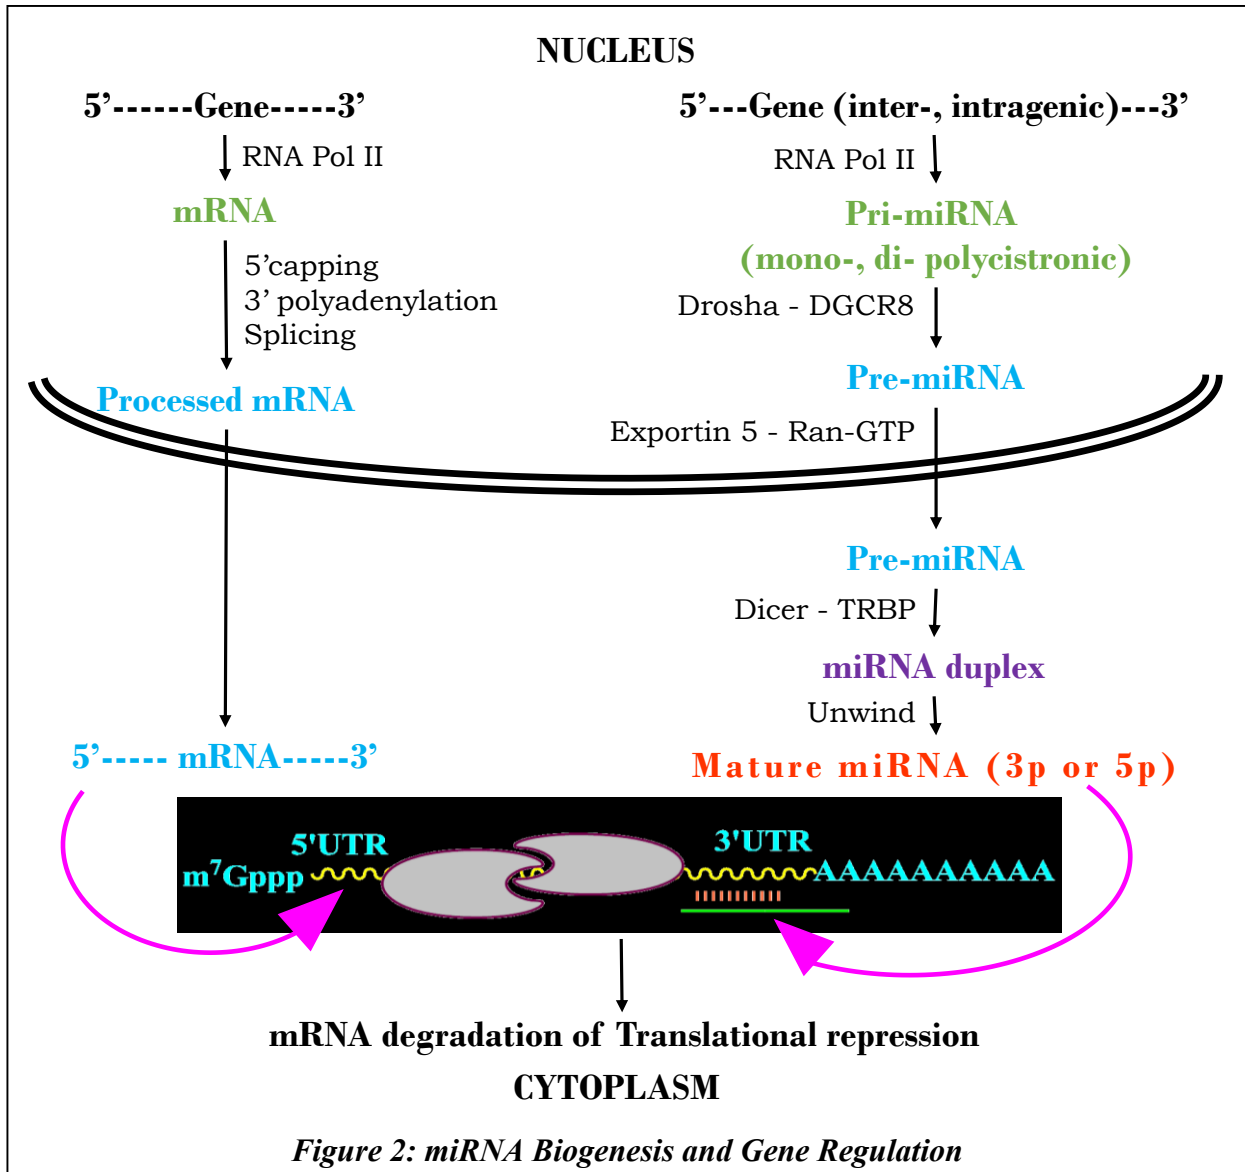 NUCLEUS
5’------Gene-----3’
RNA Pol II
mRNA
5’capping
3’ polyadenylation
Splicing
Processed mRNA
5’----- mRNA-----3’
5’---Gene (inter-, intragenic)---3’
RNA Pol II
Pri-miRNA
(mono-, di- polycistronic)
Drosha - DGCR8
Pre-miRNA
Exportin 5 - Ran-GTP
Pre-miRNA
Dicer - TRBP
miRNA duplex
Unwind
Mature miRNA (3p or 5p)
5'UTR
3'UTR
m⁷Gppp
AAAAAAAAAA
mRNA degradation of Translational repression
CYTOPLASM
Figure 2: miRNA Biogenesis and Gene Regulation